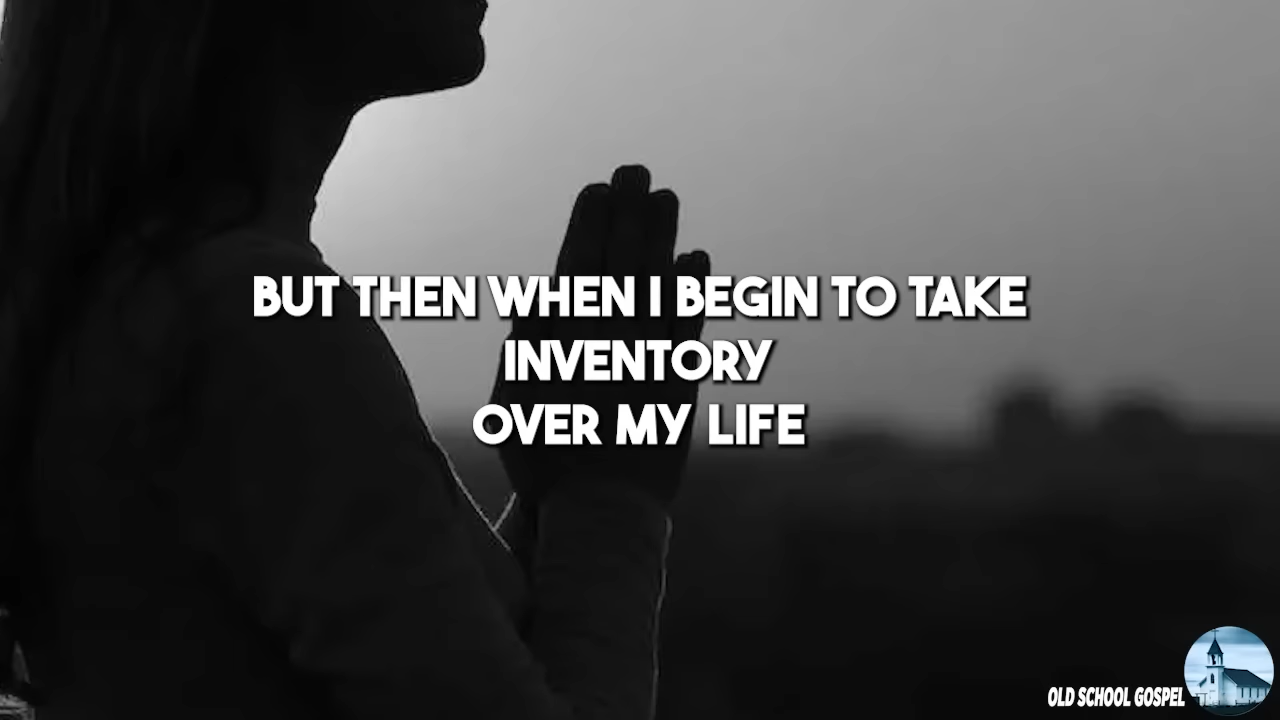 BUT THEN WHEN I BEGIN TO TAKE
INVENTORY
OVER MY LIFE
OLD SCHOOL GOSPEL